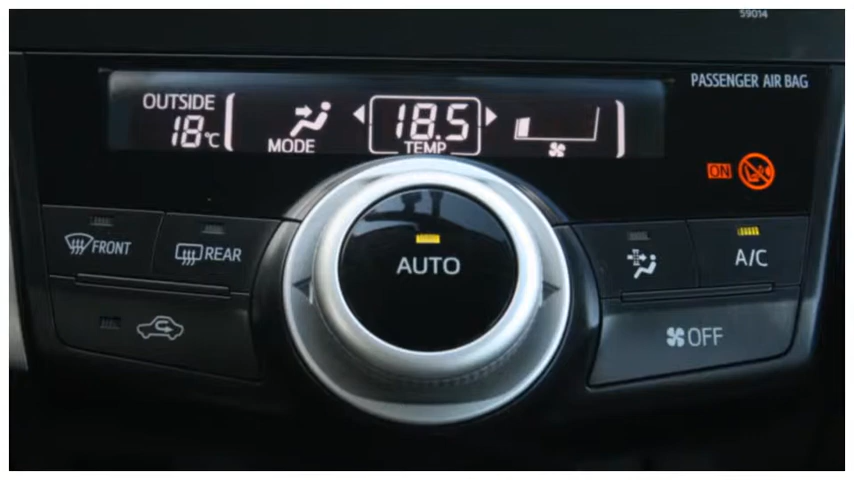 59014
PASSENGER AIR BAG
OUTSIDE
18°C
MODE
18.5
TEMP
ON
FRONT
REAR
AUTO
A/C
OFF